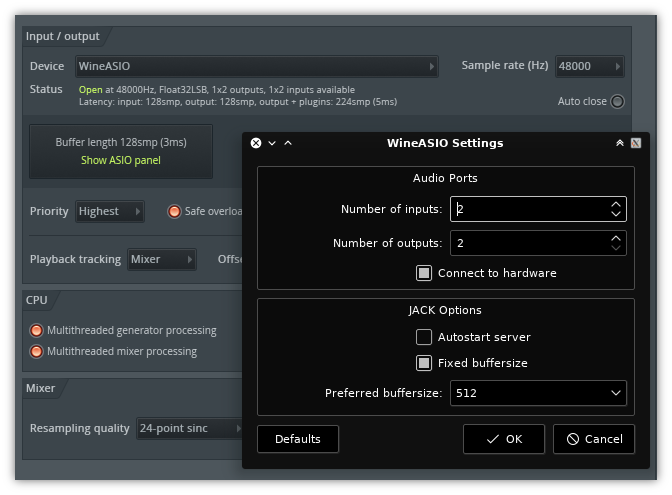 Input / output
Device WineASIO Sample rate (Hz) 48000
Status Open at 48000Hz, Float32LSB, 1x2 outputs, 1x2 inputs available
Latency: input: 128smp, output: 128smp, output + plugins: 224smp (5ms)
Auto close
Buffer length 128smp (3ms)
Show ASIO panel
Priority Highest Safe overloa
Playback tracking Mixer Offs
CPU
Multithreaded generator processing
Multithreaded mixer processing
Mixer
Resampling quality 24-point sinc
WineASIO Settings
Audio Ports
Number of inputs: 2
Number of outputs: 2
Connect to hardware
JACK Options
Autostart server
Fixed buffersize
Preferred buffersize: 512
Defaults OK Cancel